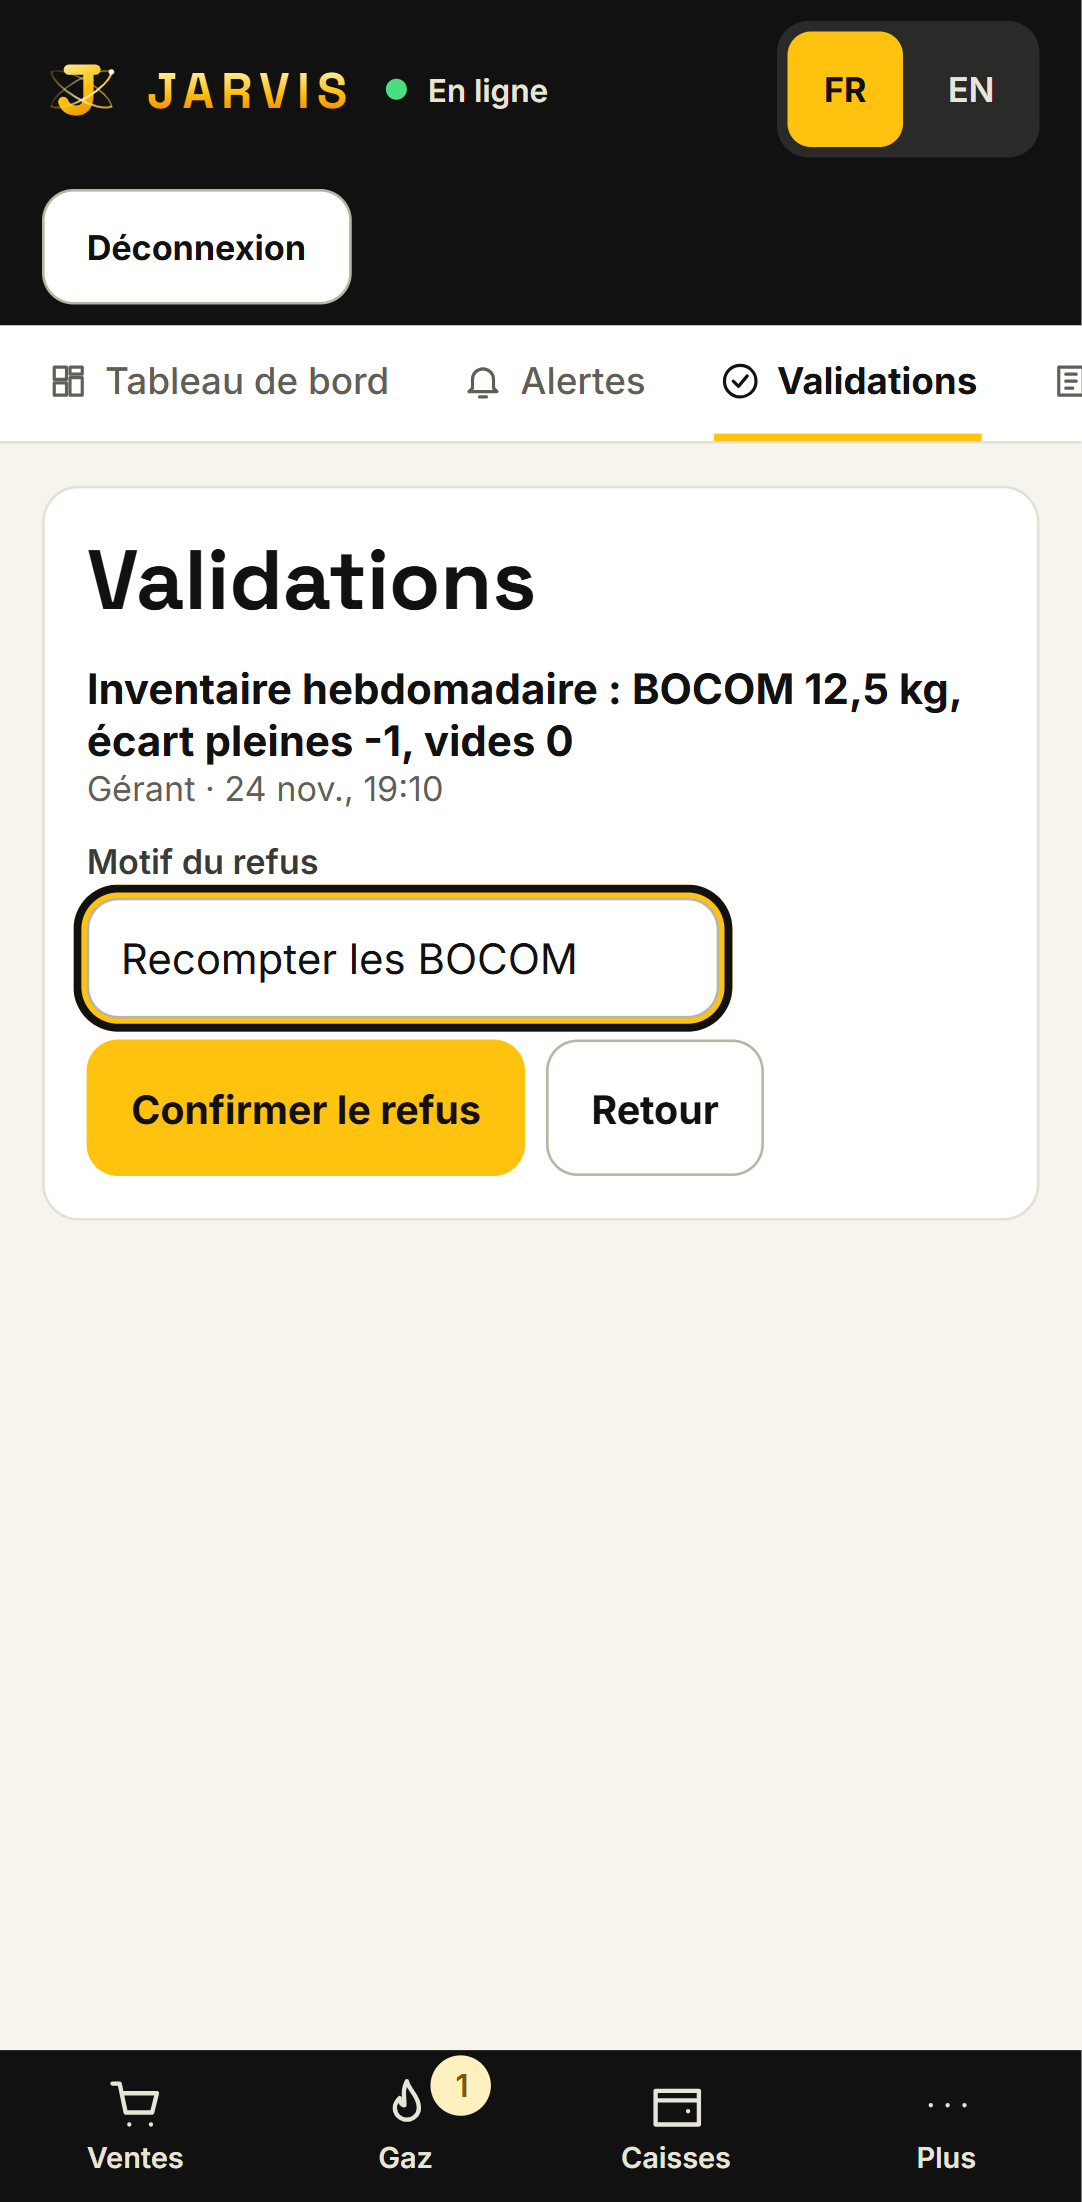 JARVIS
En ligne
FR
EN
Déconnexion
Tableau de bord
Alertes
Validations
Validations
Inventaire hebdomadaire : BOCOM 12,5 kg,
écart pleines -1, vides 0
Gérant · 24 nov., 19:10
Motif du refus
Recompter les BOCOM
Confirmer le refus
Retour
1
Ventes
Gaz
Caisses
Plus